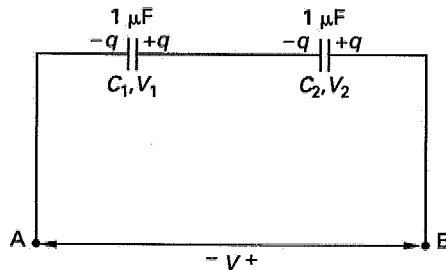 1 μF 1 μF
−q +q −q +q
C₁,V₁ C₂,V₂
A B
− V +